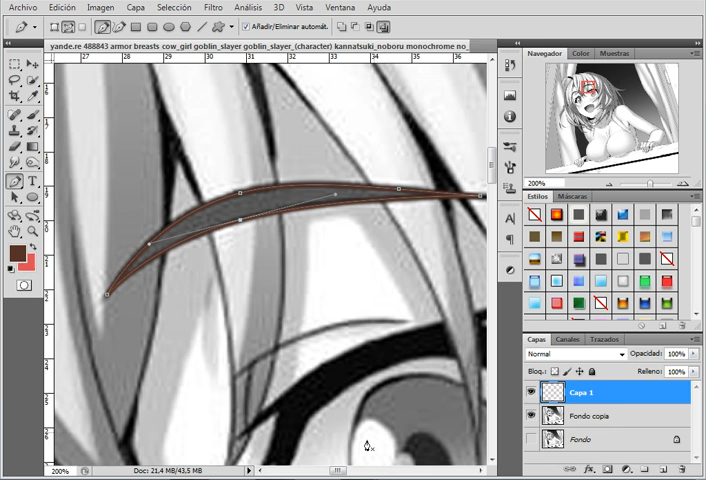 Archivo Edición Imagen Capa Selección Filtro Análisis 3D Vista Ventana Ayuda
Añadir/Eliminar automát.
yande.re 488843 armor breasts cow_girl goblin_slayer goblin_slayer_(character) kannatsuki_noboru monochrome no_
27 28 29 30 31 32 33 34 35 36
Navegador Color Muestras
200%
Estilos Máscaras
Capas Canales Trazados
Normal Opacidad: 100%
Bloq.: Relleno: 100%
Capa 1
Fondo copia
Fondo
200% Doc: 21,4 MB/43,5 MB